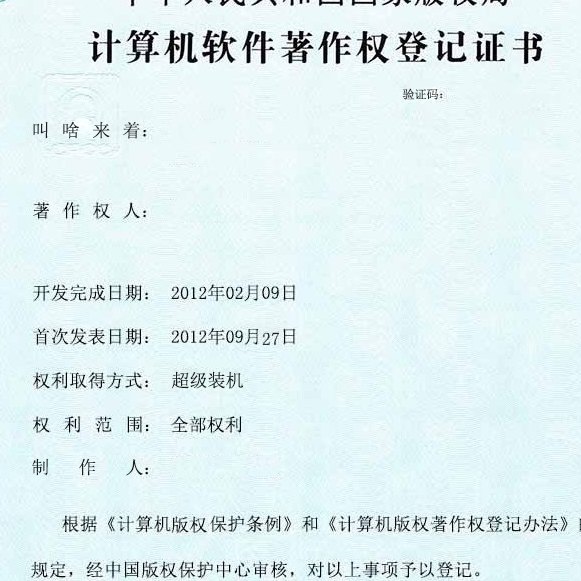 计算机软件著作权登记证书
验证码：
叫啥来着：
著作权人：
开发完成日期： 2012年02月09日
首次发表日期： 2012年09月27日
权利取得方式： 超级装机
权利范围： 全部权利
制作人：
根据《计算机版权保护条例》和《计算机版权著作权登记办法》
规定，经中国版权保护中心审核，对以上事项予以登记。